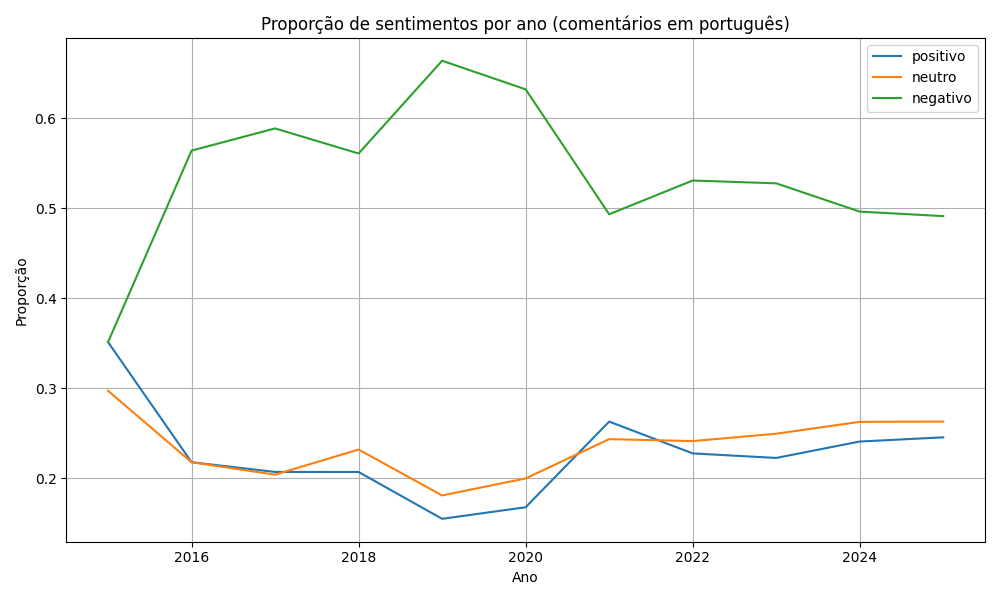 Proporção de sentimentos por ano (comentários em português)
positivo
neutro
negativo
Proporção
0.6
0.5
0.4
0.3
0.2
2016 2018 2020 2022 2024
Ano